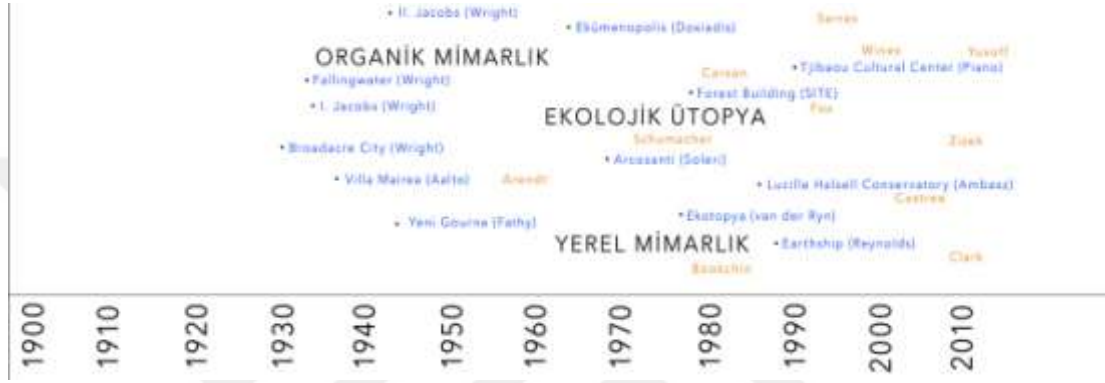 • II. Jacobs (Wright)
Serres
• Ekümenopolis (Doxiadis)
Wines
Yusoff
ORGANİK MİMARLIK
• Tjibaou Cultural Center (Piano)
Carson
• Fallingwater (Wright)
• Forest Building (SITE)
• I. Jacobs (Wright)
Fox
EKOLOJİK ÜTOPYA
Schumacher
Zizek
• Broadacre City (Wright)
• Arcosanti (Soleri)
• Villa Mairea (Aalto)
Arendt
• Lucille Halsell Conservatory (Ambasz)
Castree
• Ekotopya (van der Ryn)
• Yeni Gourna (Fathy)
YEREL MİMARLIK
• Earthship (Reynolds)
Clark
Bookchin
1900
1910
1920
1930
1940
1950
1960
1970
1980
1990
2000
2010